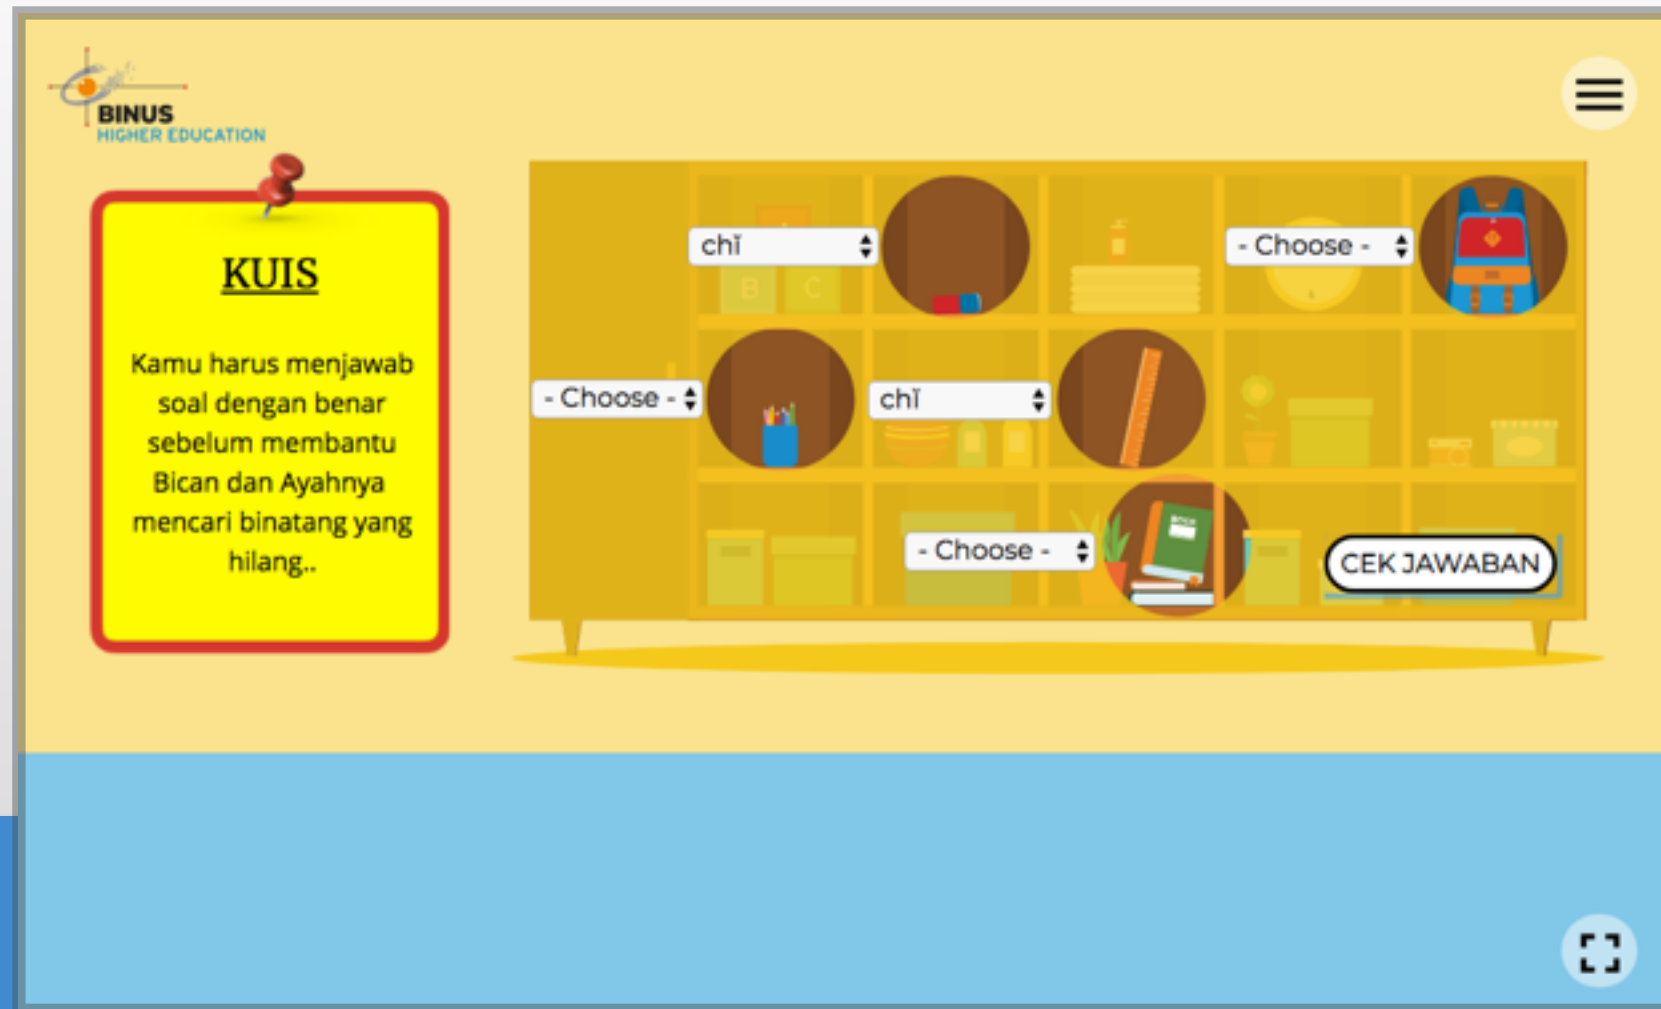 BINUS
HIGHER EDUCATION
KUIS
Kamu harus menjawab
soal dengan benar
sebelum membantu
Bican dan Ayahnya
mencari binatang yang
hilang..
chǐ
- Choose -
- Choose -
chǐ
- Choose -
BOOK
B C
CEK JAWABAN